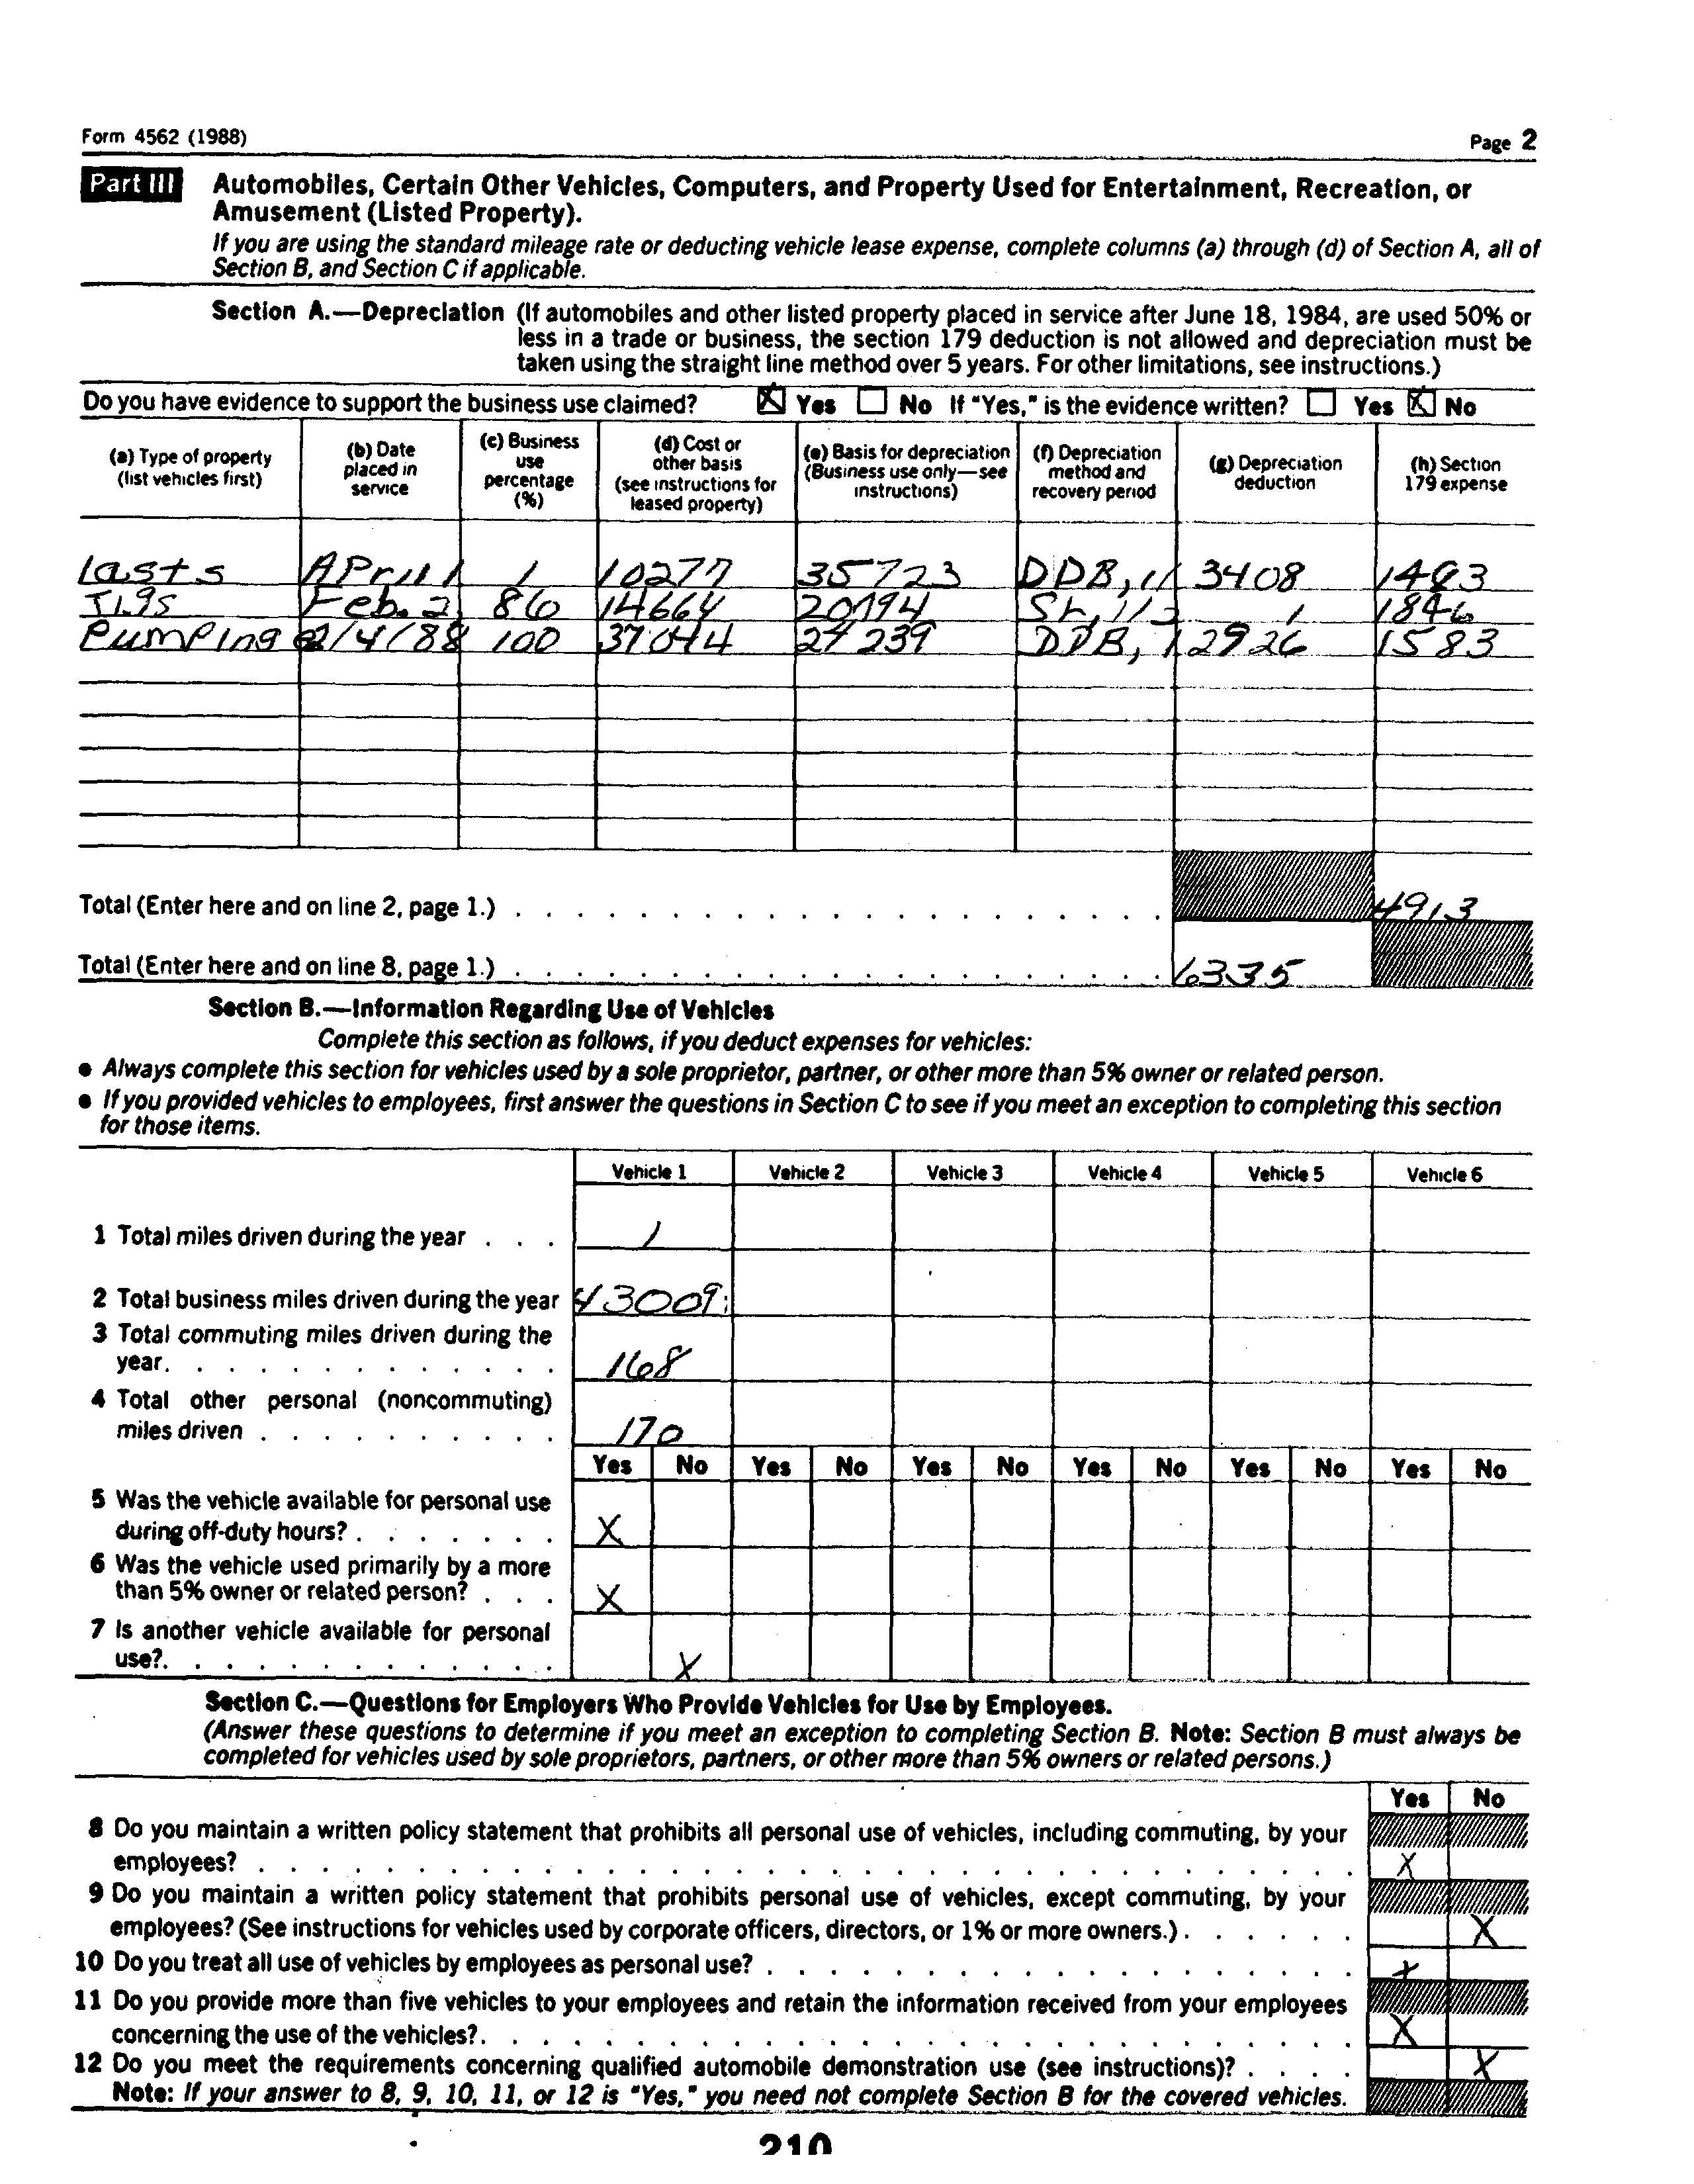 Form 4562 (1988) Page 2
Part III Automobiles, Certain Other Vehicles, Computers, and Property Used for Entertainment, Recreation, or
Amusement (Listed Property).
If you are using the standard mileage rate or deducting vehicle lease expense, complete columns (a) through (d) of Section A, all of
Section B, and Section C if applicable.
Section A.—Depreciation (If automobiles and other listed property placed in service after June 18, 1984, are used 50% or
less in a trade or business, the section 179 deduction is not allowed and depreciation must be
taken using the straight line method over 5 years. For other limitations, see instructions.)
Do you have evidence to support the business use claimed? X Yes No If "Yes," is the evidence written? Yes X No
(a) Type of property (list vehicles first) (b) Date placed in service (c) Business use percentage (%) (d) Cost or other basis (see instructions for leased property) (e) Basis for depreciation (Business use only—see instructions) (f) Depreciation method and recovery period (g) Depreciation deduction (h) Section 179 expense
Lasts April 1 1 10277 35723 DDB, 11 3408 1483
Feb. 2 86 14664 20194 1 1846
Pumping 2/4/88 100 37044 27239 DDB, 1 2926 1583
Total (Enter here and on line 2, page 1.) 4913
Total (Enter here and on line 8, page 1.) 6335
Section B.—Information Regarding Use of Vehicles
Complete this section as follows, if you deduct expenses for vehicles:
● Always complete this section for vehicles used by a sole proprietor, partner, or other more than 5% owner or related person.
● If you provided vehicles to employees, first answer the questions in Section C to see if you meet an exception to completing this section
for those items.
Vehicle 1 Vehicle 2 Vehicle 3 Vehicle 4 Vehicle 5 Vehicle 6
1 Total miles driven during the year . . . 1
2 Total business miles driven during the year 43009
3 Total commuting miles driven during the
year. 168
4 Total other personal (noncommuting)
miles driven 170
Yes No Yes No Yes No Yes No Yes No Yes No
5 Was the vehicle available for personal use
during off-duty hours? X
6 Was the vehicle used primarily by a more
than 5% owner or related person? X
7 Is another vehicle available for personal
use? X
Section C.—Questions for Employers Who Provide Vehicles for Use by Employees.
(Answer these questions to determine if you meet an exception to completing Section B. Note: Section B must always be
completed for vehicles used by sole proprietors, partners, or other more than 5% owners or related persons.)
Yes No
8 Do you maintain a written policy statement that prohibits all personal use of vehicles, including commuting, by your
employees? X
9 Do you maintain a written policy statement that prohibits personal use of vehicles, except commuting, by your
employees? (See instructions for vehicles used by corporate officers, directors, or 1% or more owners.) X
10 Do you treat all use of vehicles by employees as personal use? X
11 Do you provide more than five vehicles to your employees and retain the information received from your employees
concerning the use of the vehicles? X
12 Do you meet the requirements concerning qualified automobile demonstration use (see instructions)? X
Note: If your answer to 8, 9, 10, 11, or 12 is "Yes," you need not complete Section B for the covered vehicles.
210